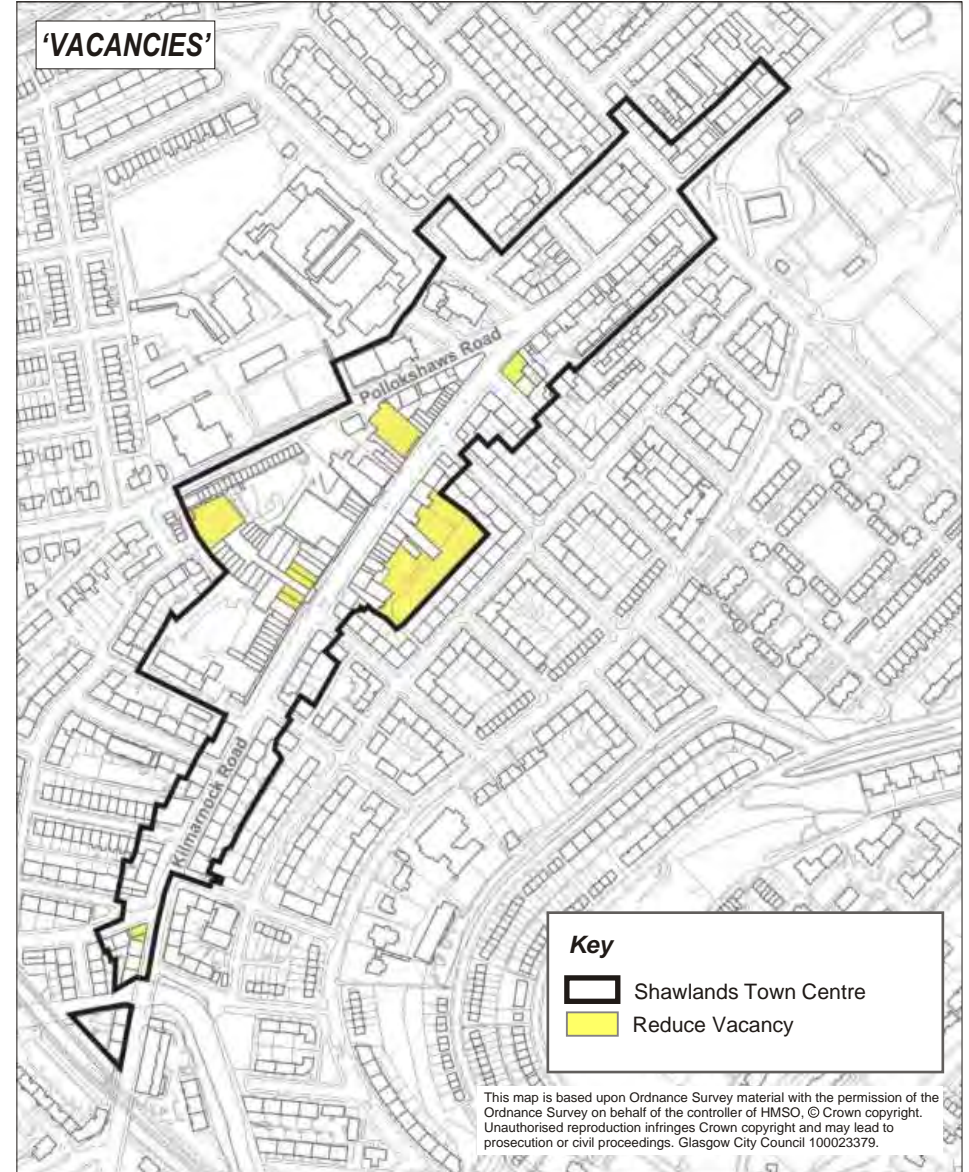 'VACANCIES'
Pollokshaws Road
Kilmarnock Road
Key
Shawlands Town Centre
Reduce Vacancy
This map is based upon Ordnance Survey material with the permission of the
Ordnance Survey on behalf of the controller of HMSO, © Crown copyright.
Unauthorised reproduction infringes Crown copyright and may lead to
prosecution or civil proceedings. Glasgow City Council 100023379.